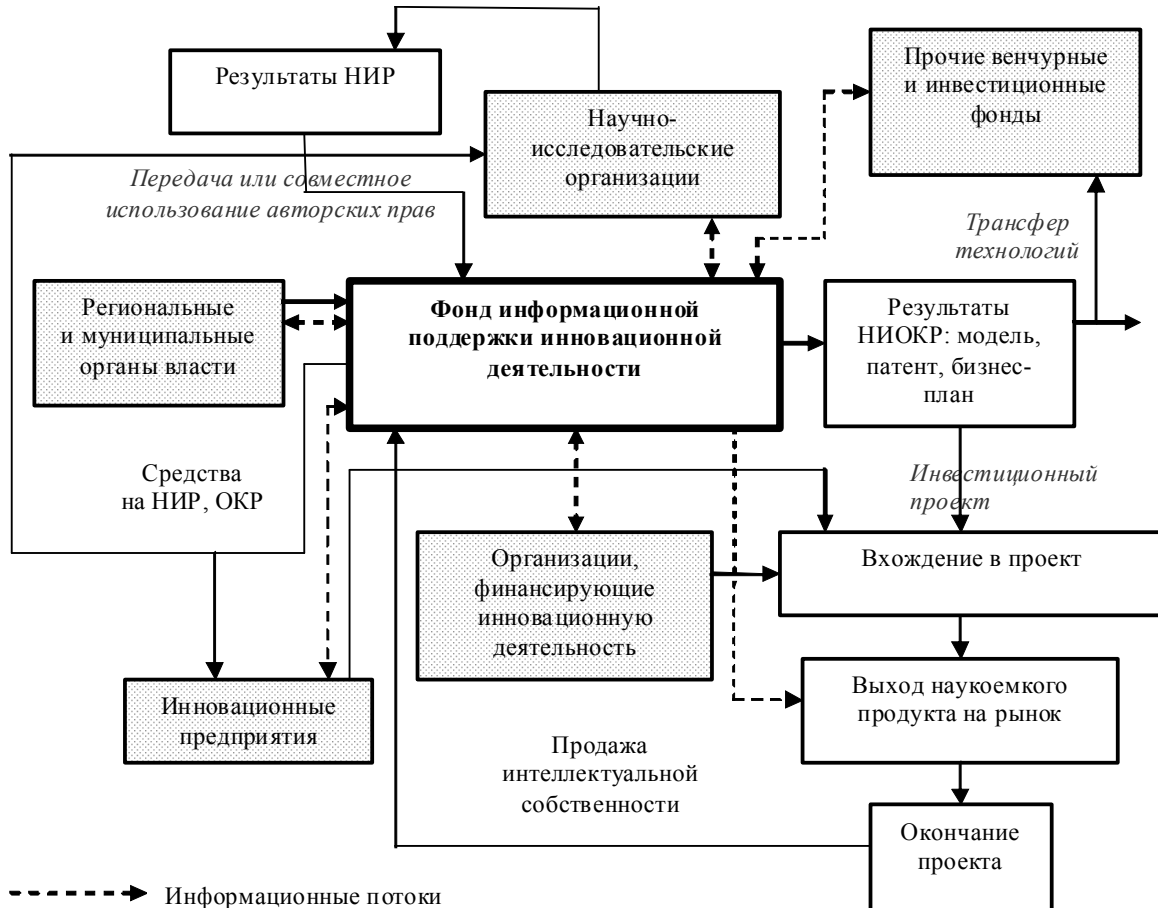 Результаты НИР
Прочие венчурные
и инвестиционные
фонды
Научно-
исследовательские
организации
Передача или совместное
использование авторских прав
Трансфер
технологий
Региональные
и муниципальные
органы власти
Фонд информационной
поддержки инновационной
деятельности
Результаты
НИОКР: модель,
патент, бизнес-
план
Средства
на НИР, ОКР
Инвестиционный
проект
Организации,
финансирующие
инновационную
деятельность
Вхождение в проект
Инновационные
предприятия
Выход наукоемкого
продукта на рынок
Продажа
интеллектуальной
собственности
Окончание
проекта
Информационные потоки